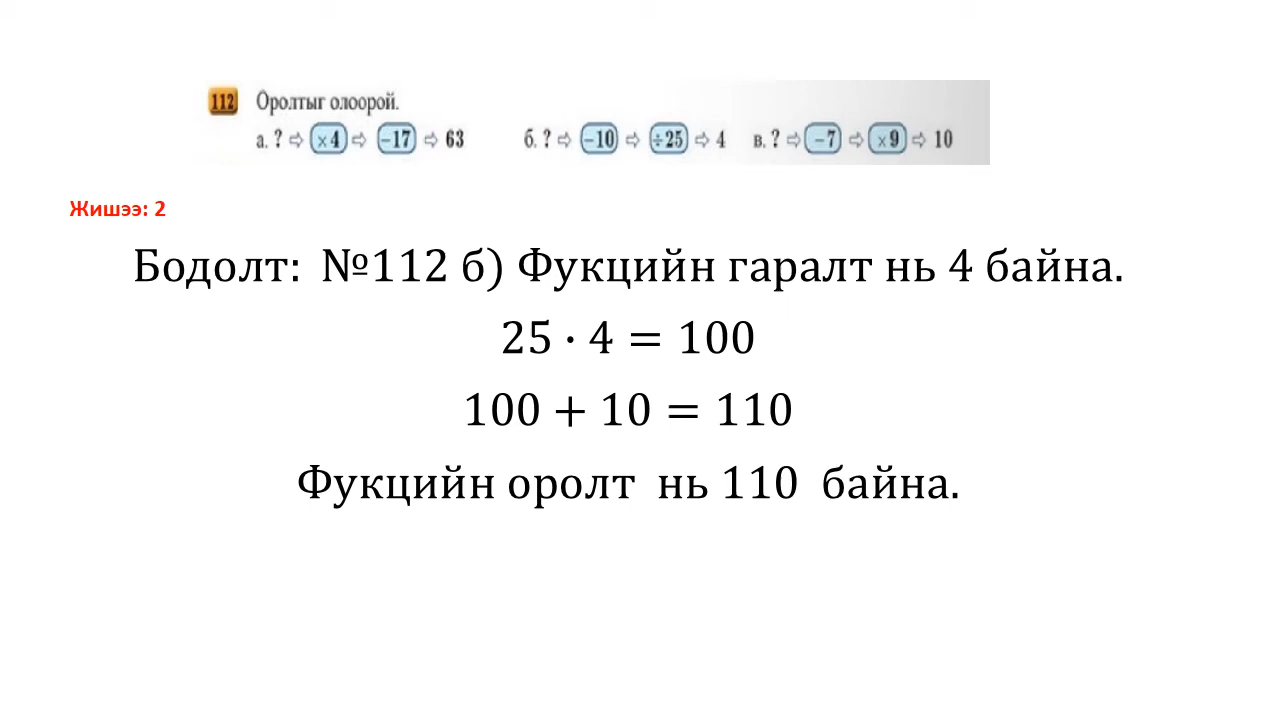 112 Оролтыг олоорой.
а. ? ⇨ ×4 ⇨ −17 ⇨ 63 б. ? ⇨ −10 ⇨ ÷25 ⇨ 4 в. ? ⇨ −7 ⇨ ×9 ⇨ 10
Жишээ: 2
Бодолт: №112 б) Фукцийн гаралт нь 4 байна.
25 · 4 = 100
100 + 10 = 110
Фукцийн оролт нь 110 байна.